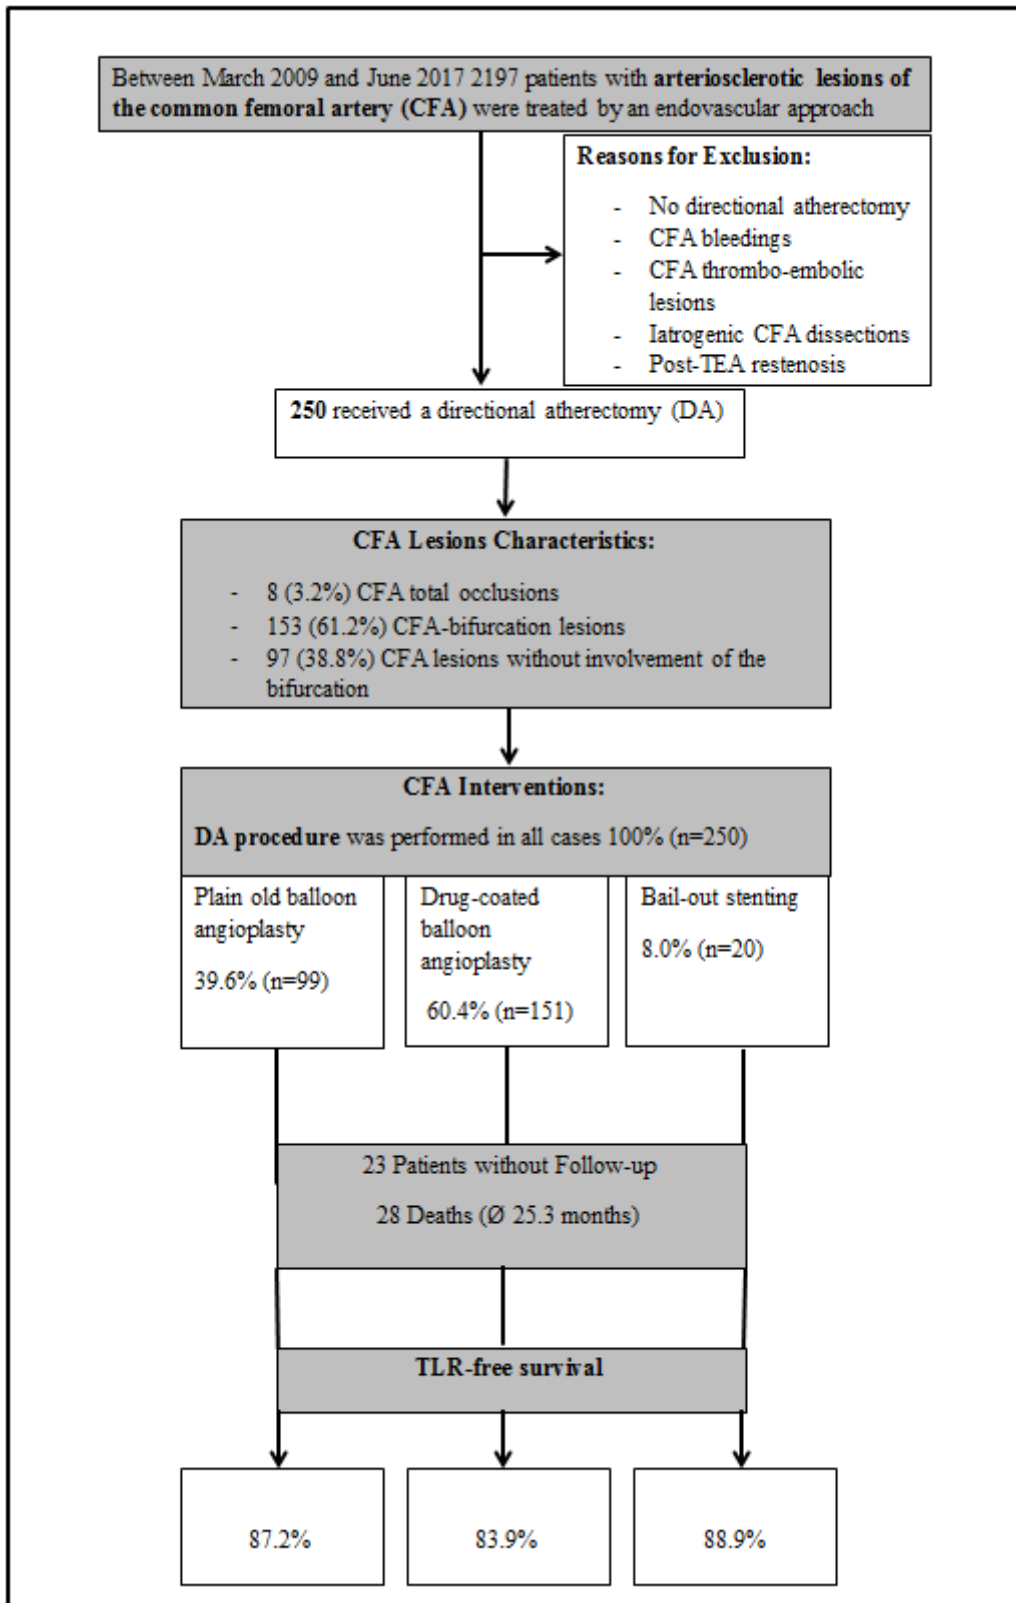 Between March 2009 and June 2017 2197 patients with arteriosclerotic lesions of
the common femoral artery (CFA) were treated by an endovascular approach
Reasons for Exclusion:
- No directional atherectomy
- CFA bleedings
- CFA thrombo-embolic
lesions
- Iatrogenic CFA dissections
- Post-TEA restenosis
250 received a directional atherectomy (DA)
CFA Lesions Characteristics:
- 8 (3.2%) CFA total occlusions
- 153 (61.2%) CFA-bifurcation lesions
- 97 (38.8%) CFA lesions without involvement of the
bifurcation
CFA Interventions:
DA procedure was performed in all cases 100% (n=250)
Plain old balloon
angioplasty
39.6% (n=99)
Drug-coated
balloon
angioplasty
60.4% (n=151)
Bail-out stenting
8.0% (n=20)
23 Patients without Follow-up
28 Deaths (Ø 25.3 months)
TLR-free survival
87.2%
83.9%
88.9%